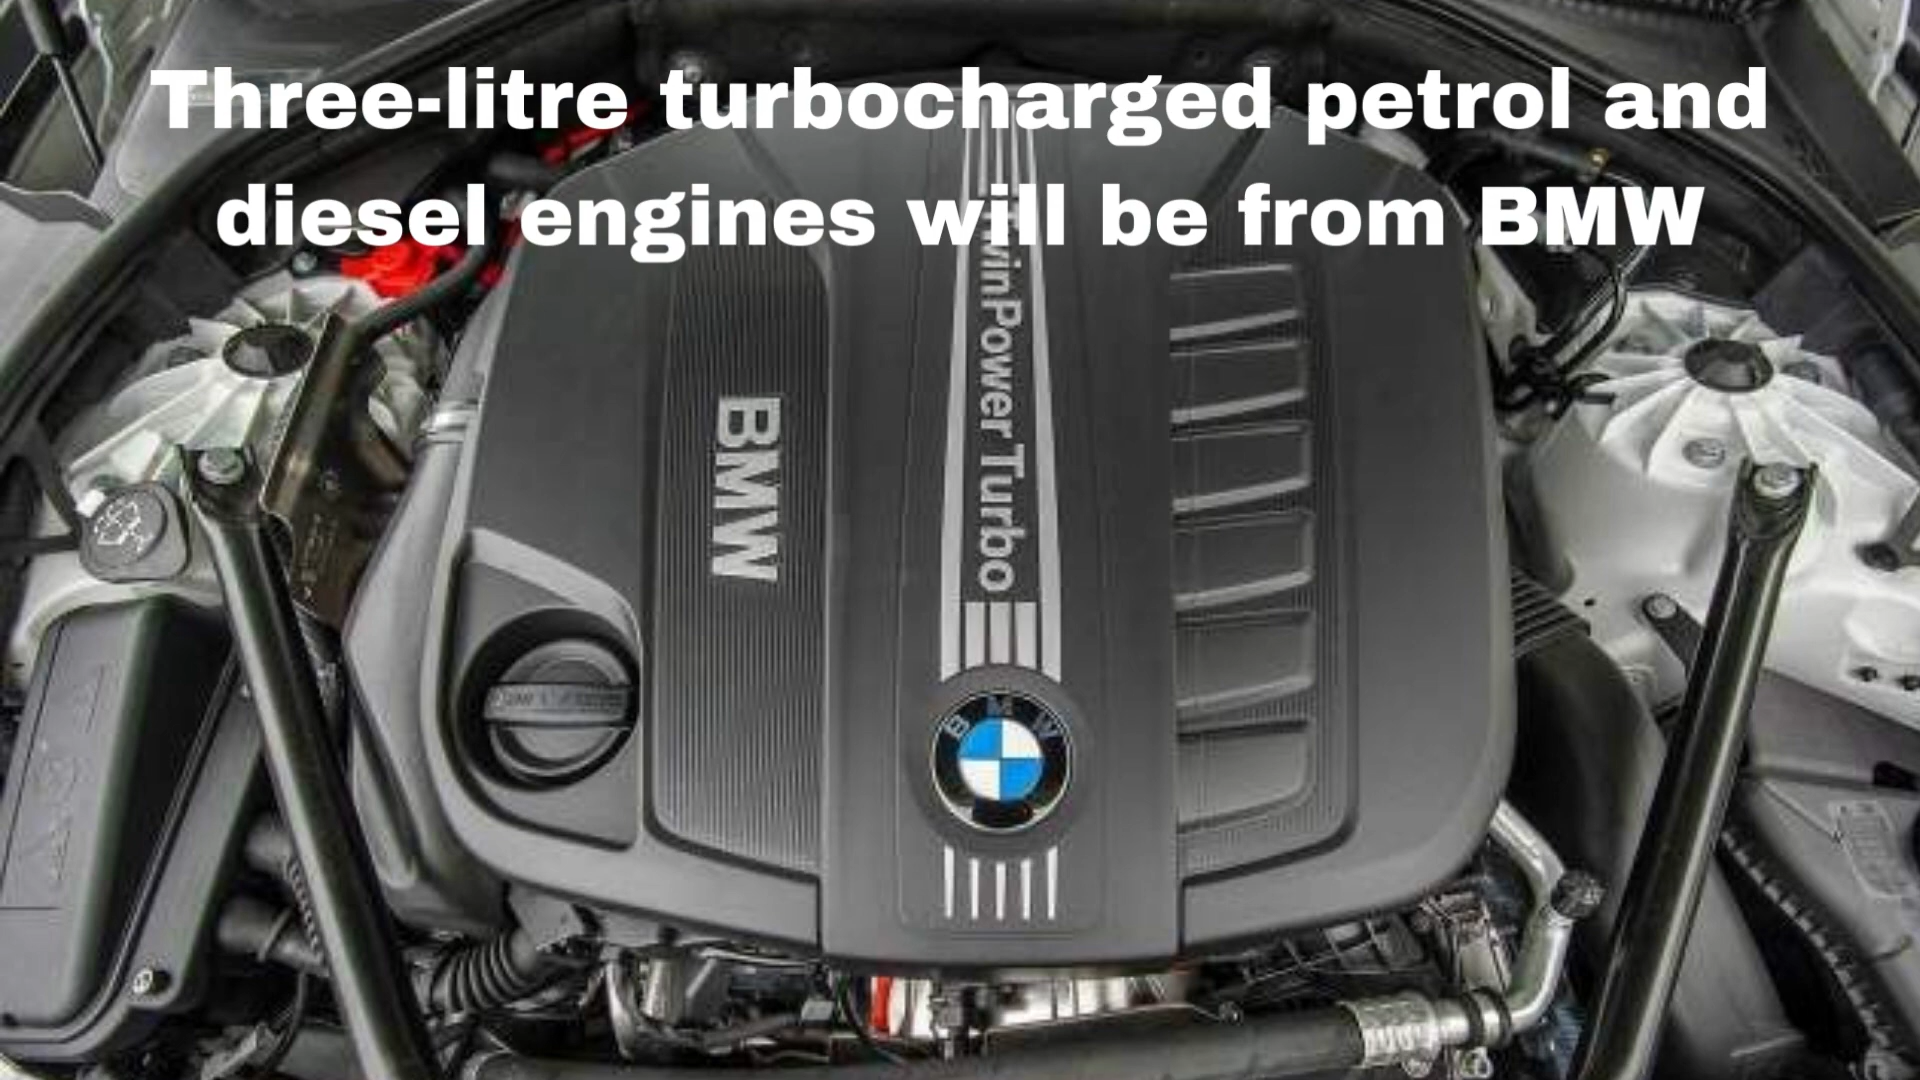 Three-litre turbocharged petrol and
diesel engines will be from BMW
TwinPower Turbo
BMW
BMW